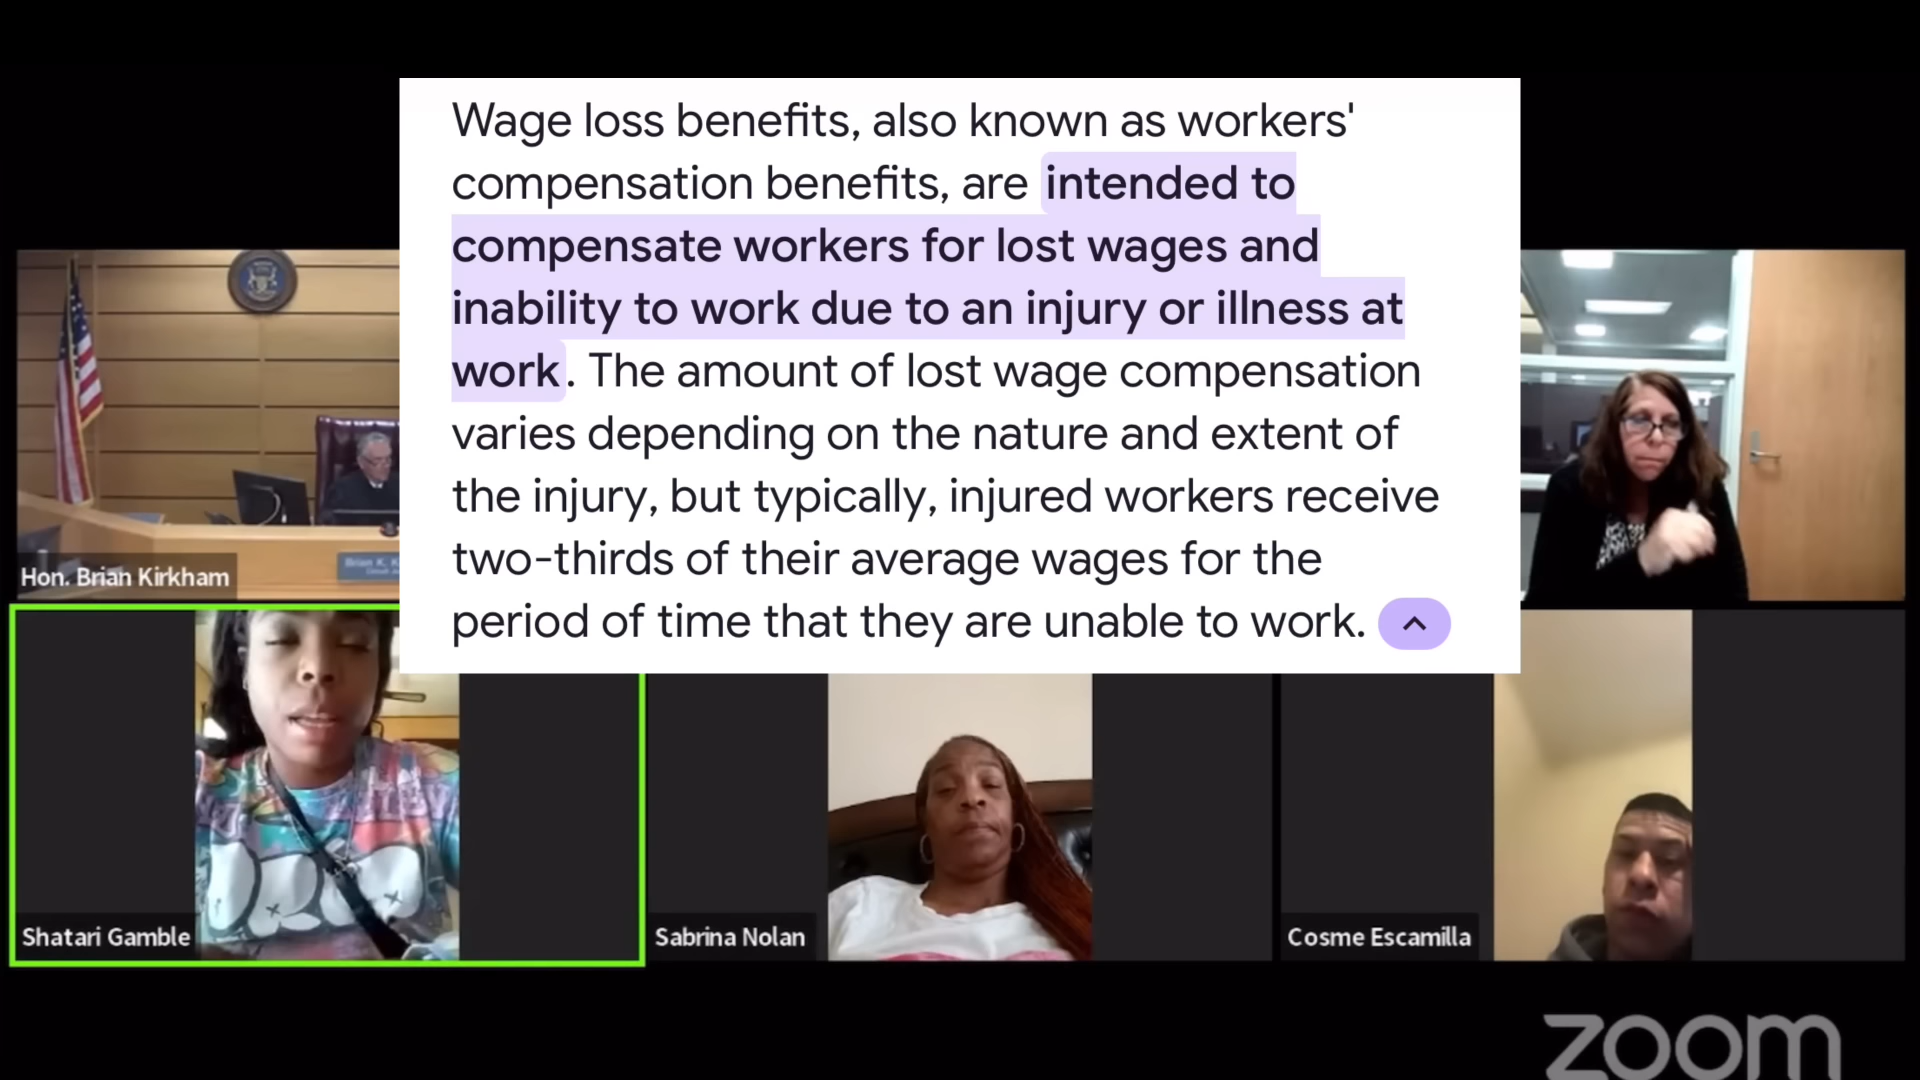 Wage loss benefits, also known as workers'
compensation benefits, are intended to
compensate workers for lost wages and
inability to work due to an injury or illness at
work. The amount of lost wage compensation
varies depending on the nature and extent of
the injury, but typically, injured workers receive
two-thirds of their average wages for the
period of time that they are unable to work.
Hon. Brian Kirkham
Brian K. K
Shatari Gamble
Sabrina Nolan
Cosme Escamilla
zoom